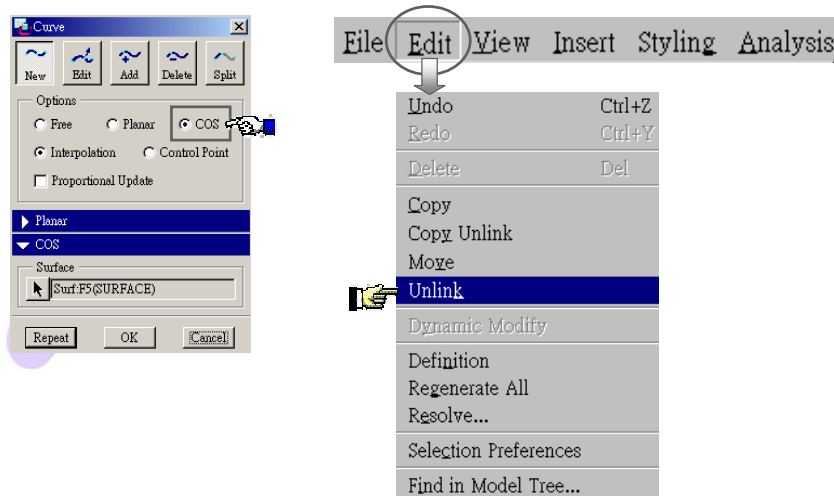 Curve
New Edit Add Delete Split
Options
Free Planar COS
Interpolation Control Point
Proportional Update
Planar
COS
Surface
Surf:F5(SURFACE)
Repeat OK Cancel
File Edit View Insert Styling Analysis
Undo Ctrl+Z
Redo Ctrl+Y
Delete Del
Copy
Copy Unlink
Move
Unlink
Dynamic Modify
Definition
Regenerate All
Resolve...
Selection Preferences
Find in Model Tree...